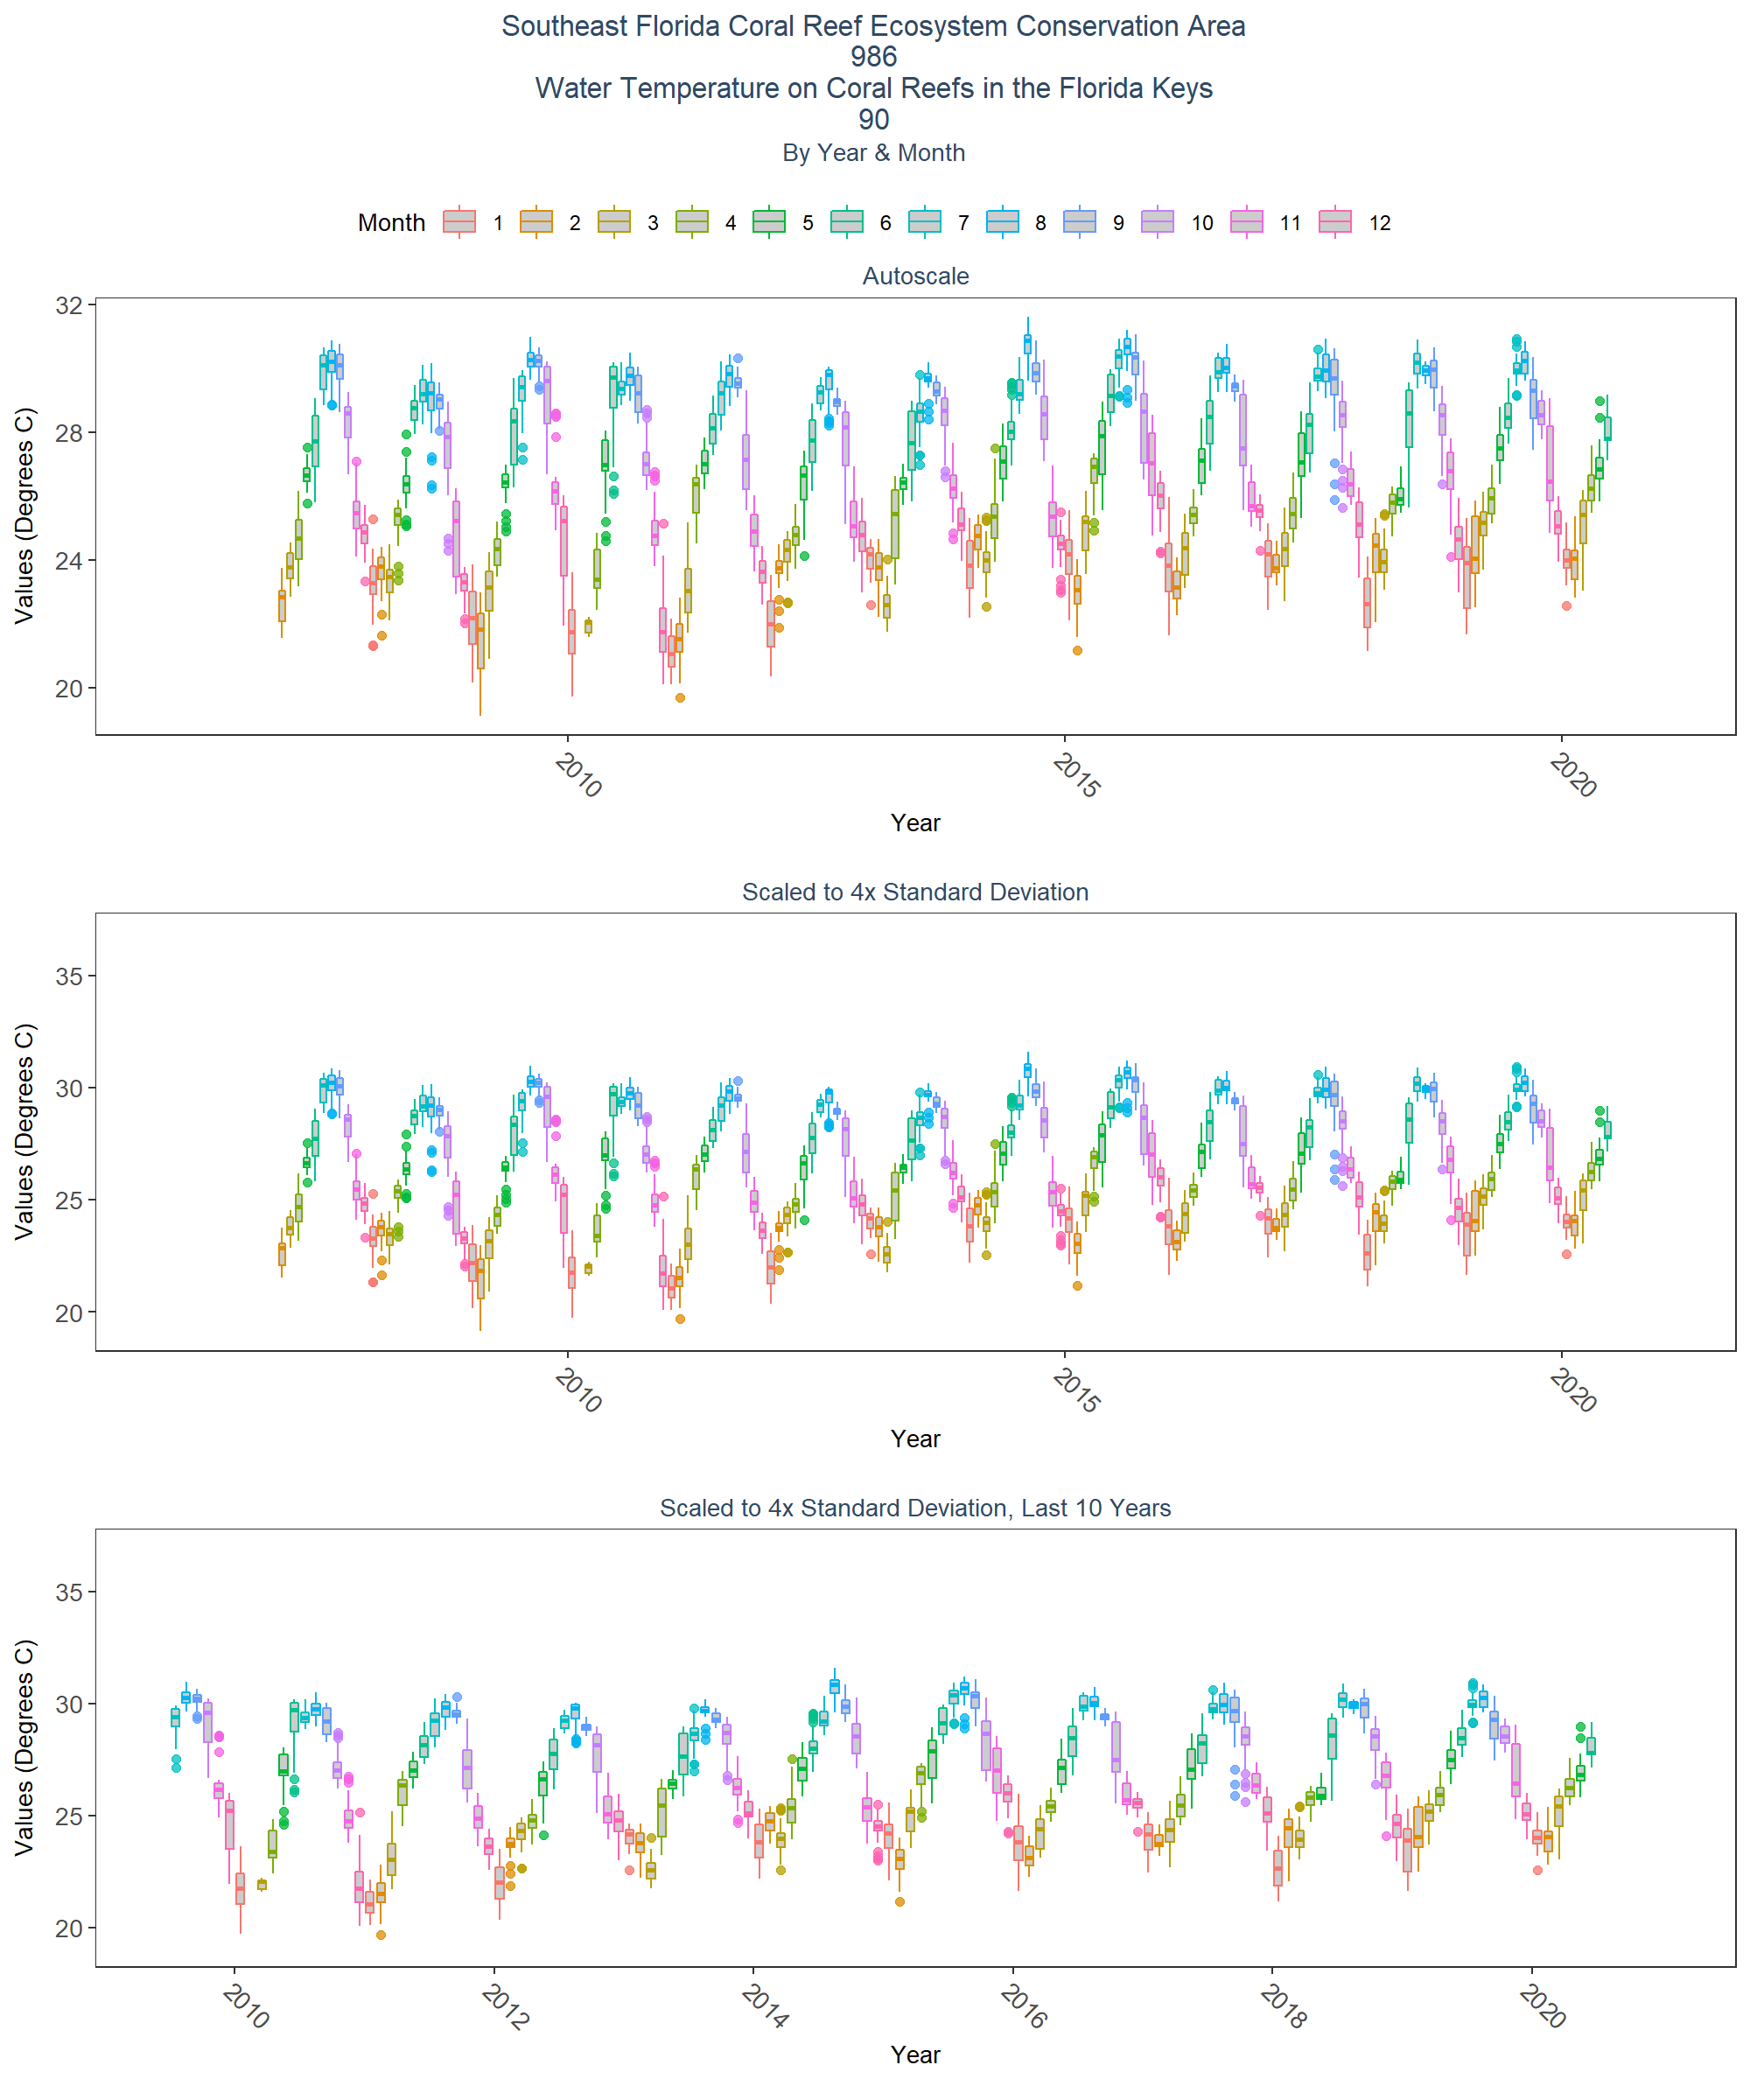 Southeast Florida Coral Reef Ecosystem Conservation Area
986
Water Temperature on Coral Reefs in the Florida Keys
90
By Year & Month
Month 1 2 3 4 5 6 7 8 9 10 11 12
Autoscale
Values (Degrees C)
32
28
24
20
2010 2015 2020
Year
Scaled to 4x Standard Deviation
Values (Degrees C)
35
30
25
20
2010 2015 2020
Year
Scaled to 4x Standard Deviation, Last 10 Years
Values (Degrees C)
35
30
25
20
2010 2012 2014 2016 2018 2020
Year